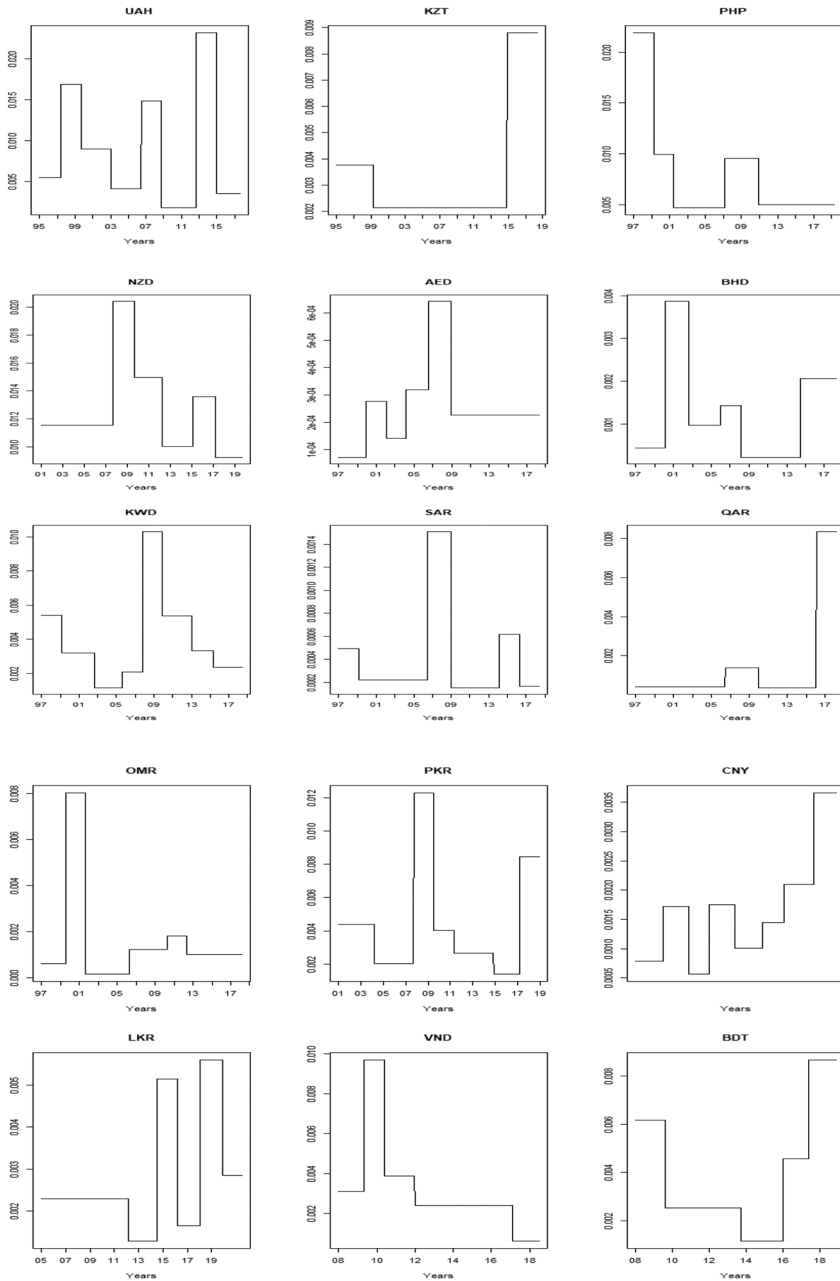 UAH
0.020
0.015
0.010
0.005
95 99 03 07 11 15
Years
KZT
0.009
0.008
0.007
0.006
0.005
0.004
0.003
0.002
95 99 03 07 11 15 19
Years
PHP
0.020
0.015
0.010
0.005
97 01 05 09 13 17
Years
NZD
0.020
0.018
0.016
0.014
0.012
0.010
01 03 05 07 09 11 13 15 17 19
Years
AED
6e-04
5e-04
4e-04
3e-04
2e-04
1e-04
97 01 05 09 13 17
Years
BHD
0.004
0.003
0.002
0.001
97 01 05 09 13 17
Years
KWD
0.010
0.008
0.006
0.004
0.002
97 01 05 09 13 17
Years
SAR
0.0014
0.0012
0.0010
0.0008
0.0006
0.0004
0.0002
97 01 05 09 13 17
Years
QAR
0.008
0.006
0.004
0.002
97 01 05 09 13 17
Years
OMR
0.008
0.006
0.004
0.002
0.000
97 01 05 09 13 17
Years
PKR
0.012
0.010
0.008
0.006
0.004
0.002
01 03 05 07 09 11 13 15 17 19
Years
CNY
0.0035
0.0030
0.0025
0.0020
0.0015
0.0010
0.0005
Years
LKR
0.005
0.004
0.003
0.002
05 07 09 11 13 15 17 19
Years
VND
0.010
0.008
0.006
0.004
0.002
08 10 12 14 16 18
Years
BDT
0.008
0.006
0.004
0.002
08 10 12 14 16 18
Years